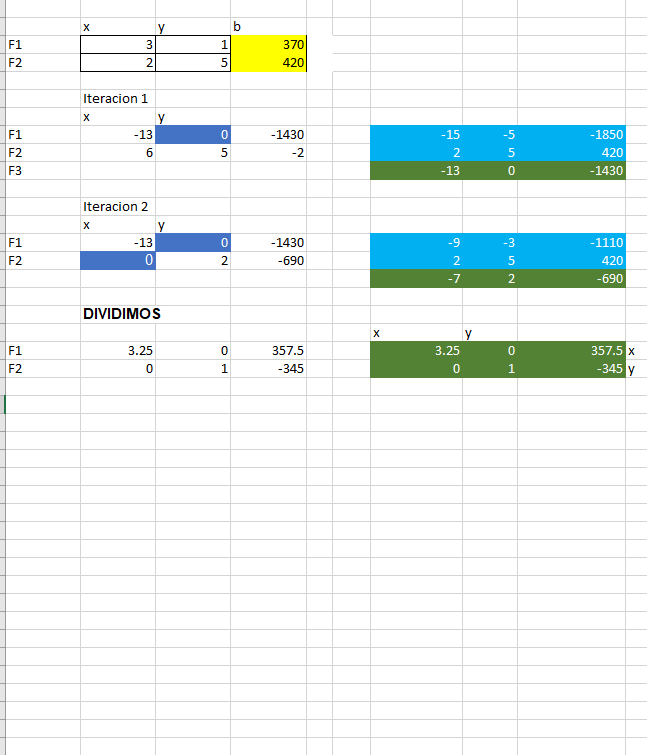 x y b
F1 3 1 370
F2 2 5 420
Iteracion 1
x y
F1 -13 0 -1430 -15 -5 -1850
F2 6 5 -2 2 5 420
F3 -13 0 -1430
Iteracion 2
x y
F1 -13 0 -1430 -9 -3 -1110
F2 0 2 -690 2 5 420
-7 2 -690
DIVIDIMOS
x y
F1 3.25 0 357.5 3.25 0 357.5 x
F2 0 1 -345 0 1 -345 y